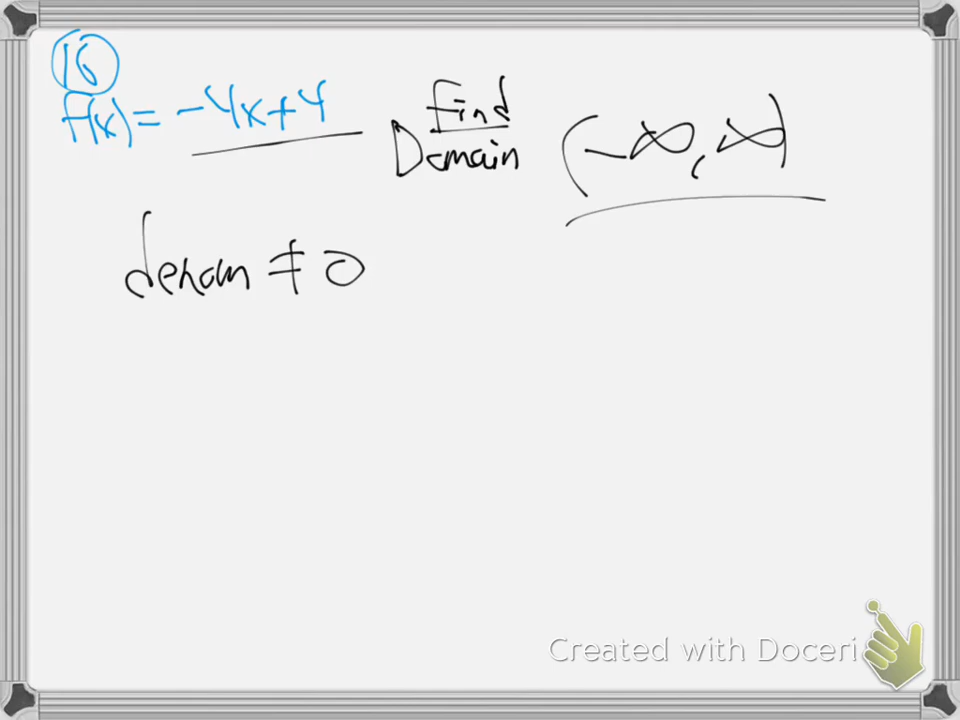 16
f(x) = -4x+4
Find
Domain
(-∞, ∞)
denom ≠ 0
Created with Doceri